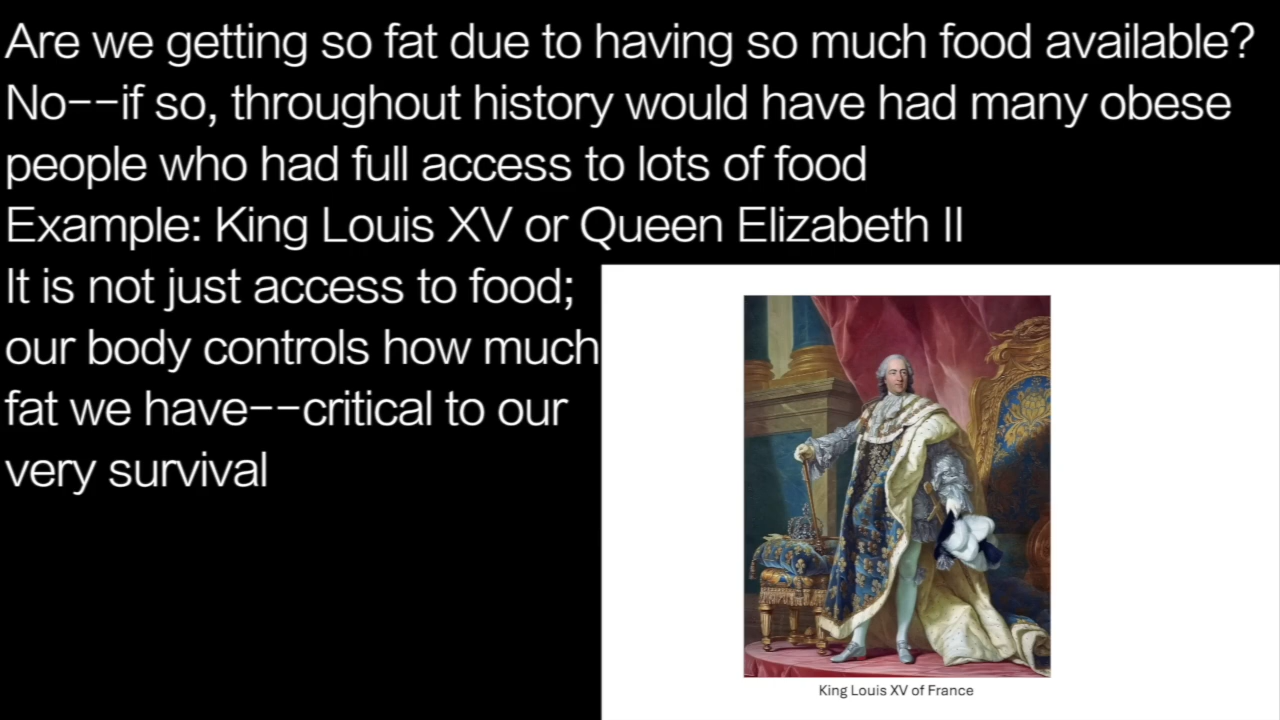 Are we getting so fat due to having so much food available?
No--if so, throughout history would have had many obese
people who had full access to lots of food
Example: King Louis XV or Queen Elizabeth II
It is not just access to food;
our body controls how much
fat we have--critical to our
very survival
King Louis XV of France